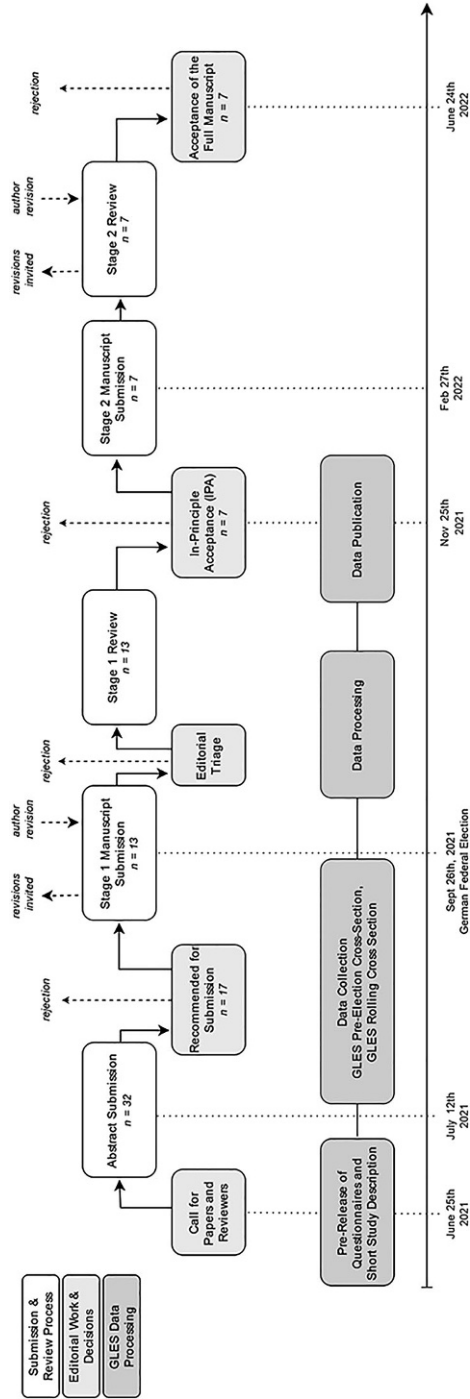 Submission &
Review Process
Editorial Work &
Decisions
GLES Data
Processing
Call for
Papers and
Reviewers
Abstract Submission
n = 32
rejection
Recommended for
Submission
n = 17
revisions
invited
author
revision
Stage 1 Manuscript
Submission
n = 13
rejection
Editorial
Triage
Stage 1 Review
n = 13
rejection
In-Principle
Acceptance (IPA)
n = 7
Stage 2 Manuscript
Submission
n = 7
revisions
invited
author
revision
Stage 2 Review
n = 7
rejection
Acceptance of the
Full Manuscript
n = 7
Pre-Release of
Questionnaires and
Short Study Description
Data Collection
GLES Pre-Election Cross-Section,
GLES Rolling Cross Section
Data Processing
Data Publication
June 25th
2021
July 12th
2021
Sept 26th, 2021
German Federal Election
Nov 25th
2021
Feb 27th
2022
June 24th
2022